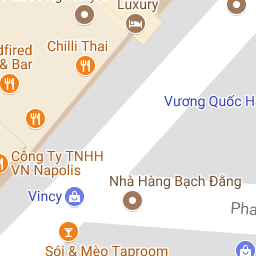 Luxury
Chilli Thai
dfired
& Bar
Vương Quốc H
Công Ty TNHH
VN Napolis
Vincy
Nhà Hàng Bạch Đằng
Pha
Sói & Mèo Taproom